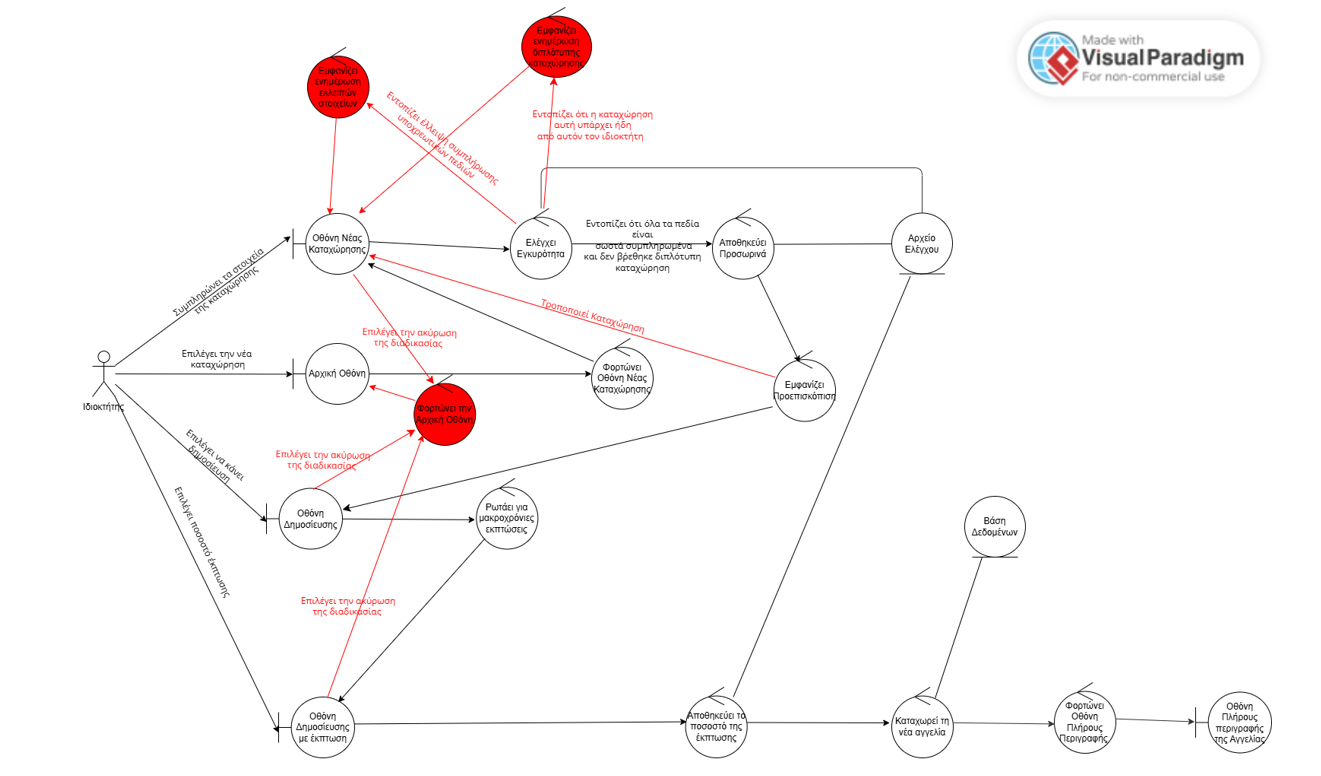 Made with
Visual Paradigm
For non-commercial use
Εμφανίζει
ενημέρωση
διπλότυπης
καταχώρησης
Εμφανίζει
ενημέρωση
ελλειπών
στοιχείων
Εντοπίζει έλλειψη συμπλήρωσης
υποχρεωτικών πεδιών
Εντοπίζει ότι η καταχώρηση
αυτή υπάρχει ήδη
από αυτόν τον ιδιοκτήτη
Οθόνη Νέας
Καταχώρησης
Ελέγχει
Εγκυρότητα
Εντοπίζει ότι όλα τα πεδία
είναι
σωστά συμπληρωμένα
και δεν βρέθηκε διπλότυπη
καταχώρηση
Αποθηκεύει
Προσωρινά
Αρχείο
Ελέγχου
Συμπληρώνει τα στοιχεία
της καταχώρησης
Τροποποιεί Καταχώρηση
Επιλέγει την ακύρωση
της διαδικασίας
Επιλέγει την νέα
καταχώρηση
Αρχική Οθόνη
Φορτώνει
Οθόνη Νέας
Καταχώρησης
Εμφανίζει
Προεπισκόπιση
Ιδιοκτήτης
Φορτώνει την
Αρχική Οθόνη
Επιλέγει να κάνει
δημοσίευση
Επιλέγει την ακύρωση
της διαδικασίας
Οθόνη
Δημοσίευσης
Ρωτάει για
μακροχρόνιες
εκπτώσεις
Βάση
Δεδομένων
Επιλέγει ποσοστό έκπτωσης
Επιλέγει την ακύρωση
της διαδικασίας
Οθόνη
Δημοσίευσης
με έκπτωση
Αποθηκεύει το
ποσοστό της
έκπτωσης
Καταχωρεί τη
νέα αγγελία
Φορτώνει
Οθόνη
Πλήρους
Περιγραφής
Οθόνη
Πλήρους
περιγραφή
της Αγγελίας